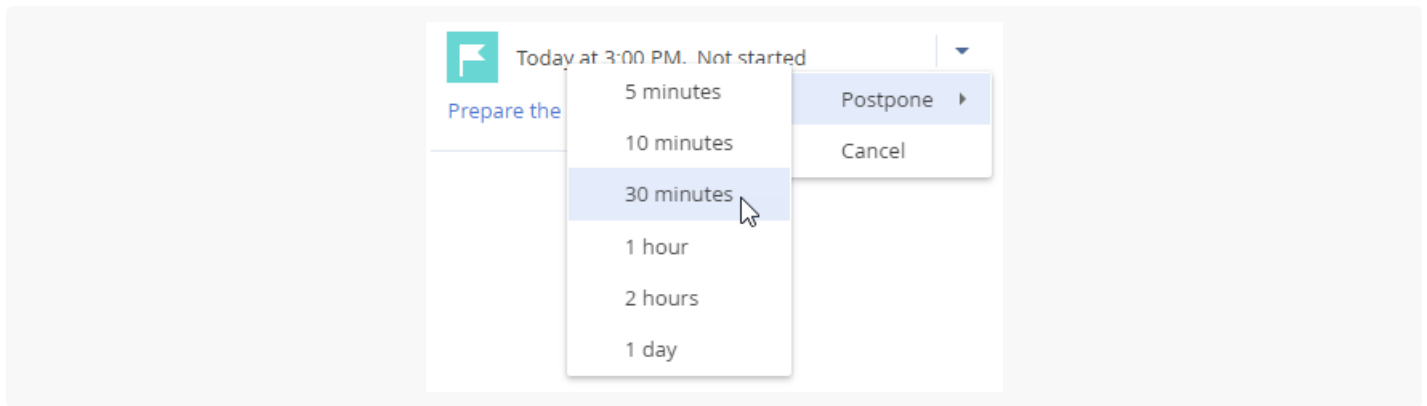 Today at 3:00 PM. Not started
Prepare the
5 minutes
10 minutes
30 minutes
1 hour
2 hours
1 day
Postpone
Cancel